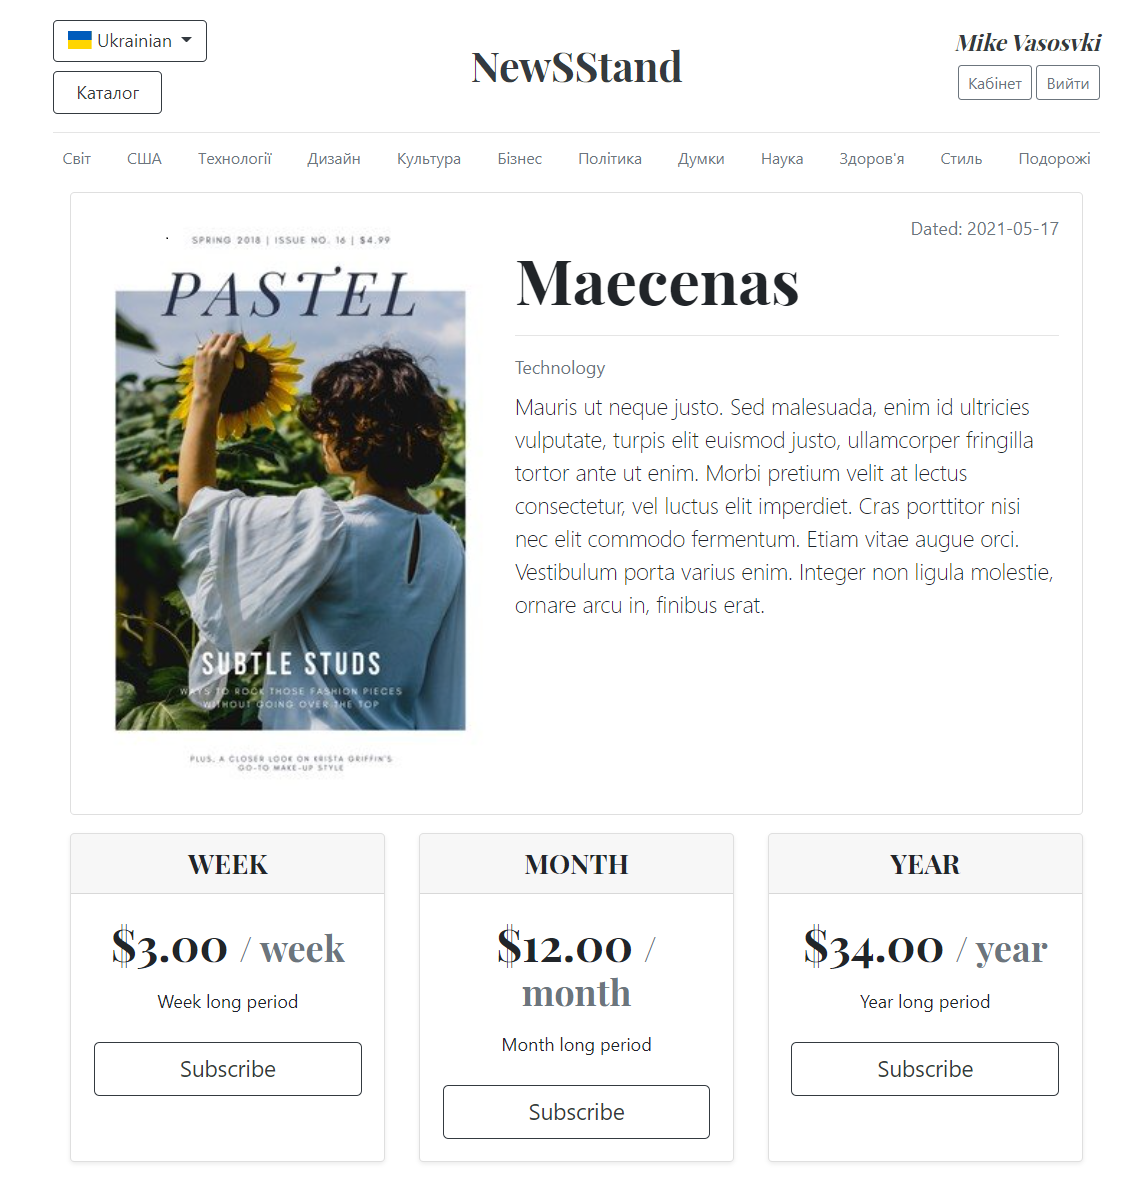 Ukrainian
Каталог
NewSStand
Mike Vasosvki
Кабінет Вийти
Світ США Технології Дизайн Культура Бізнес Політика Думки Наука Здоров'я Стиль Подорожі
SPRING 2018 | ISSUE NO. 16 | $4.99
PASTEL
SUBTLE STUDS
WAYS TO ROCK THOSE FASHION PIECES
WITHOUT GOING OVER THE TOP
PLUS, A CLOSER LOOK ON KRISTA GRIFFIN'S
GO-TO MAKE-UP STYLE
Dated: 2021-05-17
Maecenas
Technology
Mauris ut neque justo. Sed malesuada, enim id ultricies
vulputate, turpis elit euismod justo, ullamcorper fringilla
tortor ante ut enim. Morbi pretium velit at lectus
consectetur, vel luctus elit imperdiet. Cras porttitor nisi
nec elit commodo fermentum. Etiam vitae augue orci.
Vestibulum porta varius enim. Integer non ligula molestie,
ornare arcu in, finibus erat.
WEEK
$3.00 / week
Week long period
Subscribe
MONTH
$12.00 /
month
Month long period
Subscribe
YEAR
$34.00 / year
Year long period
Subscribe